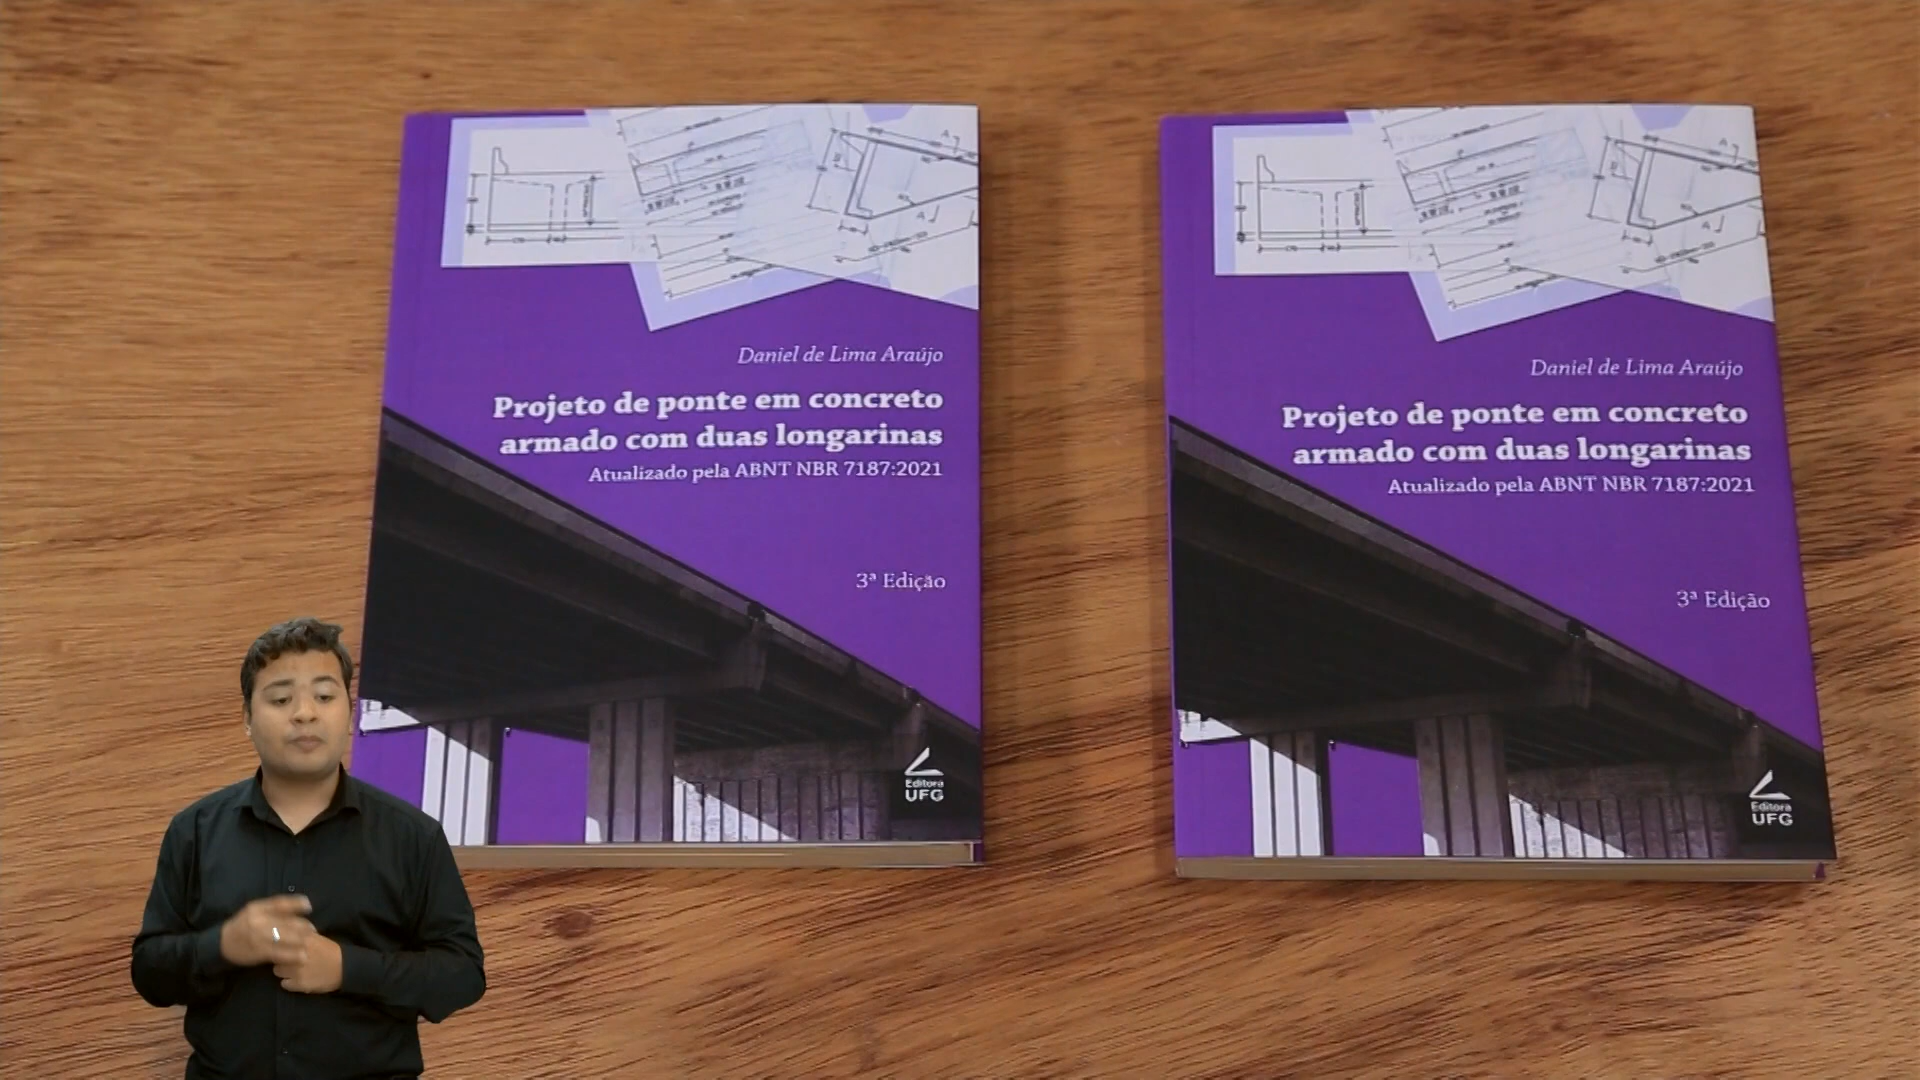 Daniel de Lima Araújo
Projeto de ponte em concreto
armado com duas longarinas
Atualizado pela ABNT NBR 7187:2021
3ª Edição
Editora
UFG
Daniel de Lima Araújo
Projeto de ponte em concreto
armado com duas longarinas
Atualizado pela ABNT NBR 7187:2021
3ª Edição
Editora
UFG